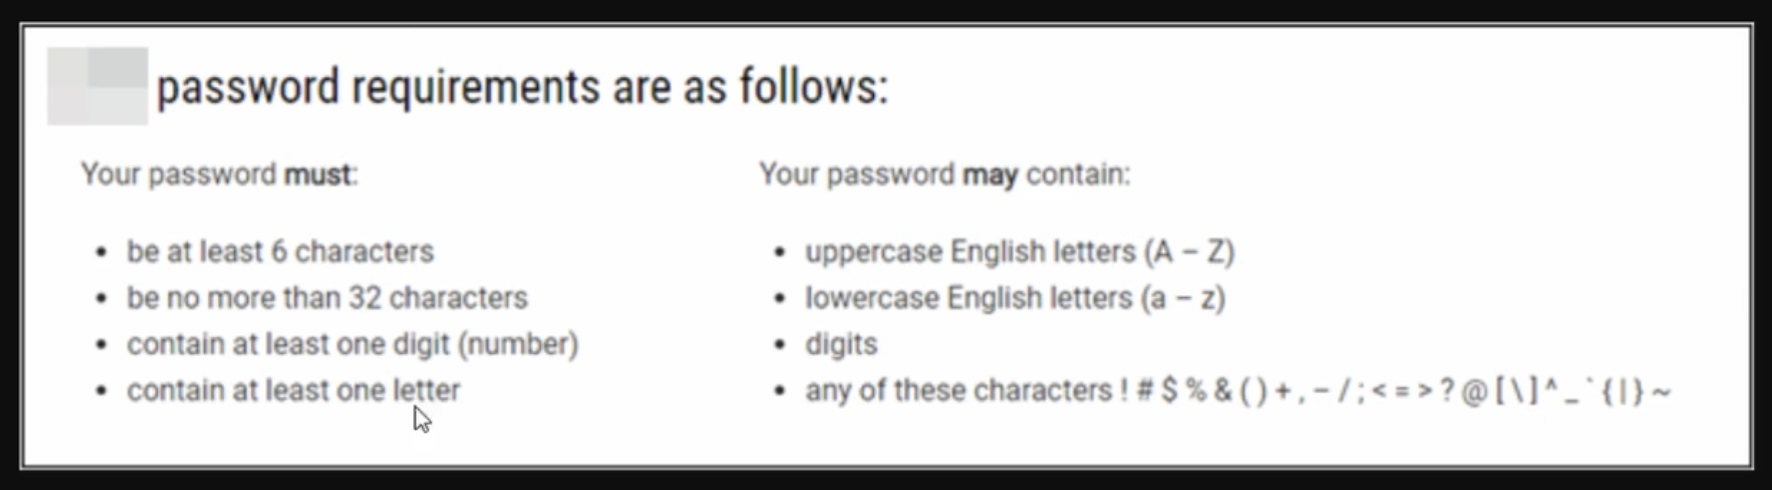 password requirements are as follows:
Your password must:
be at least 6 characters
be no more than 32 characters
contain at least one digit (number)
contain at least one letter
Your password may contain:
uppercase English letters (A – Z)
lowercase English letters (a – z)
digits
any of these characters ! # $ % & ( ) + , – / ; < = > ? @ [ \ ] ^ _ ` { | } ~